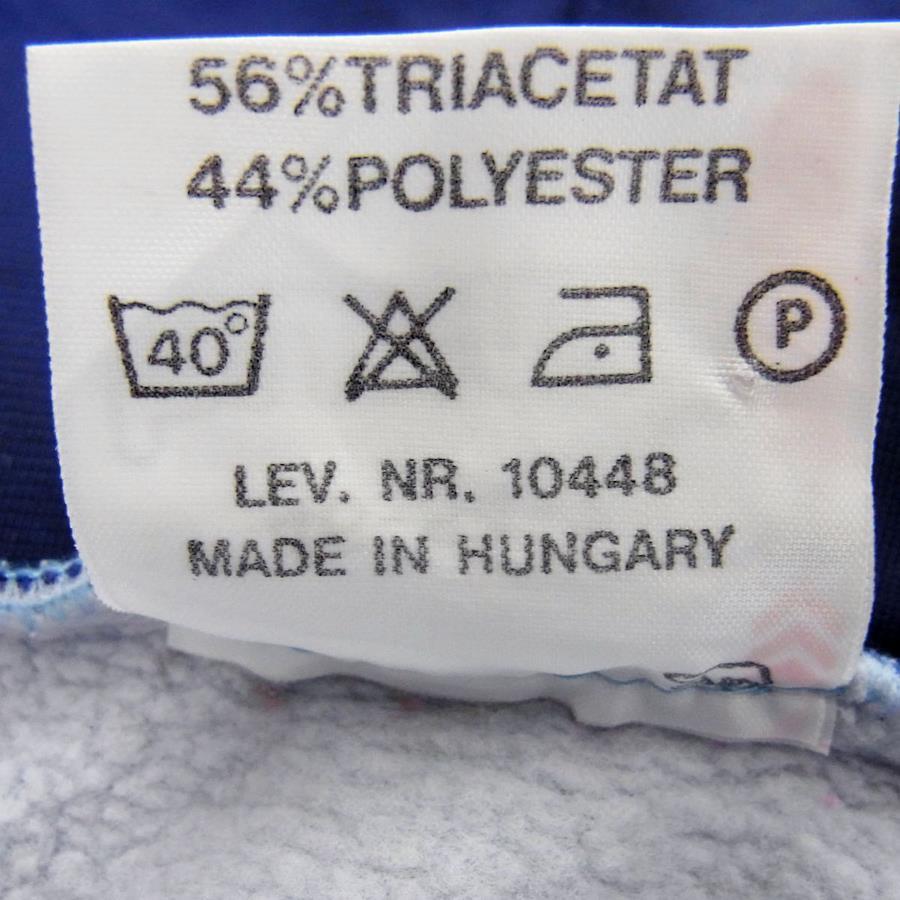 56%TRIACETAT
44%POLYESTER
40°
P
LEV. NR. 10448
MADE IN HUNGARY